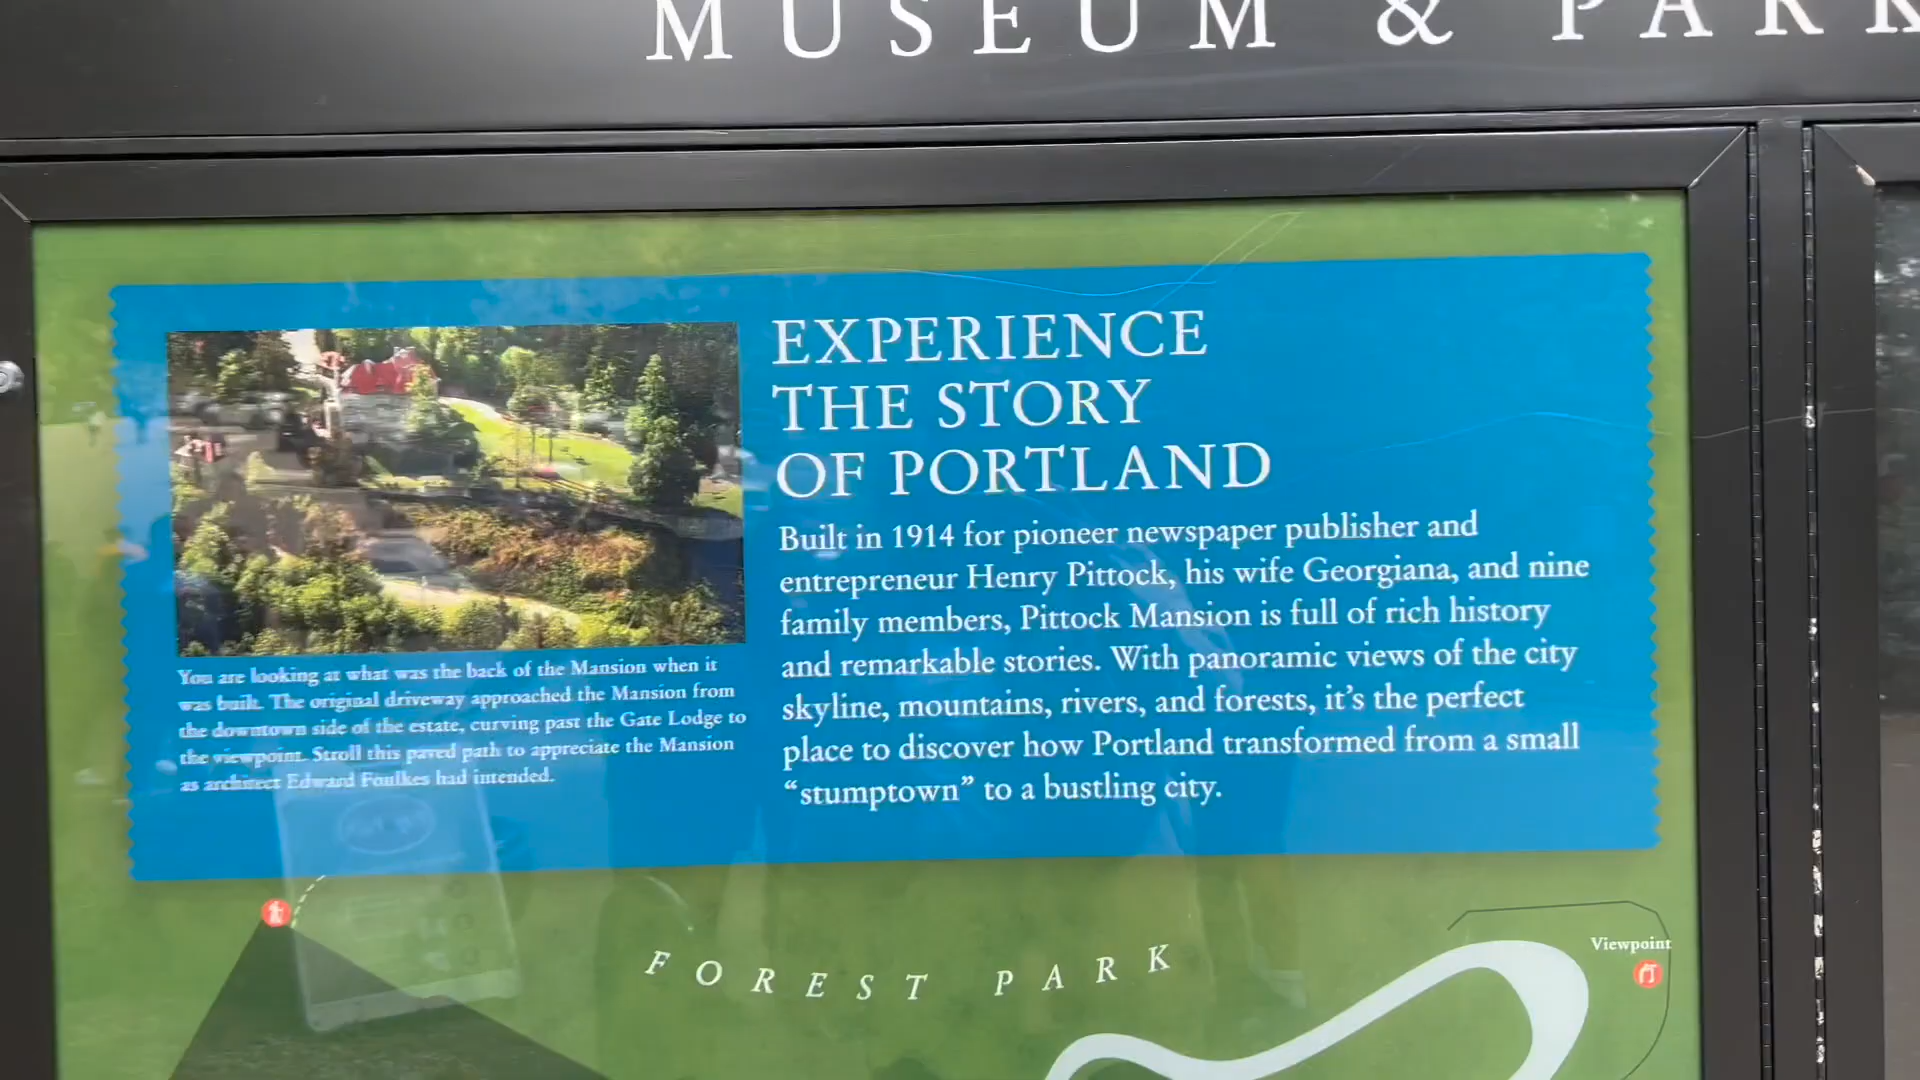 MUSEUM & PARK
EXPERIENCE
THE STORY
OF PORTLAND
Built in 1914 for pioneer newspaper publisher and
entrepreneur Henry Pittock, his wife Georgiana, and nine
family members, Pittock Mansion is full of rich history
and remarkable stories. With panoramic views of the city
skyline, mountains, rivers, and forests, it’s the perfect
place to discover how Portland transformed from a small
“stumptown” to a bustling city.
You are looking at what was the back of the Mansion when it
was built. The original driveway approached the Mansion from
the downtown side of the estate, curving past the Gate Lodge to
the viewpoint. Stroll this paved path to appreciate the Mansion
as architect Edward Foulkes had intended.
FOREST PARK
Viewpoint